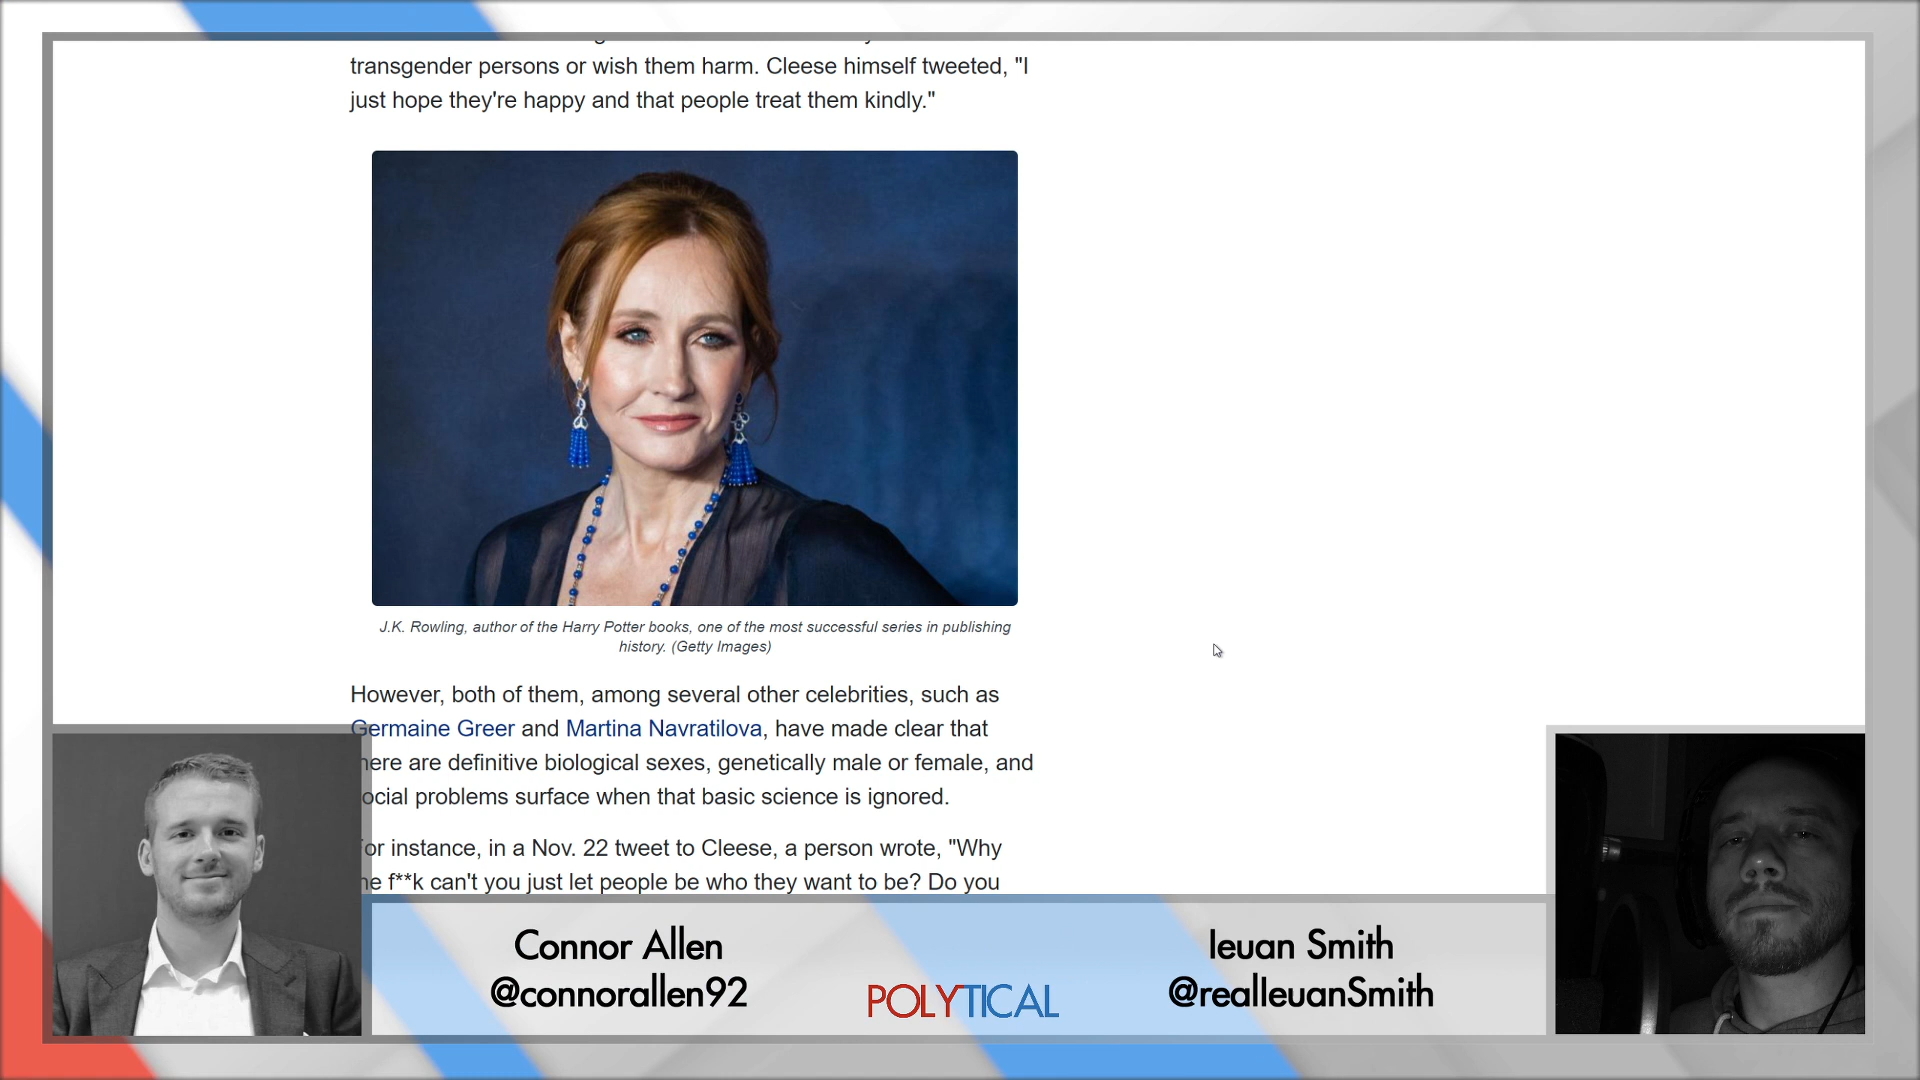 transgender persons or wish them harm. Cleese himself tweeted, "I
just hope they're happy and that people treat them kindly."
J.K. Rowling, author of the Harry Potter books, one of the most successful series in publishing
history. (Getty Images)
However, both of them, among several other celebrities, such as
Germaine Greer and Martina Navratilova, have made clear that
here are definitive biological sexes, genetically male or female, and
ocial problems surface when that basic science is ignored.
or instance, in a Nov. 22 tweet to Cleese, a person wrote, "Why
he f**k can't you just let people be who they want to be? Do you
Connor Allen
@connorallen92
POLYTICAL
Ieuan Smith
@realIeuanSmith